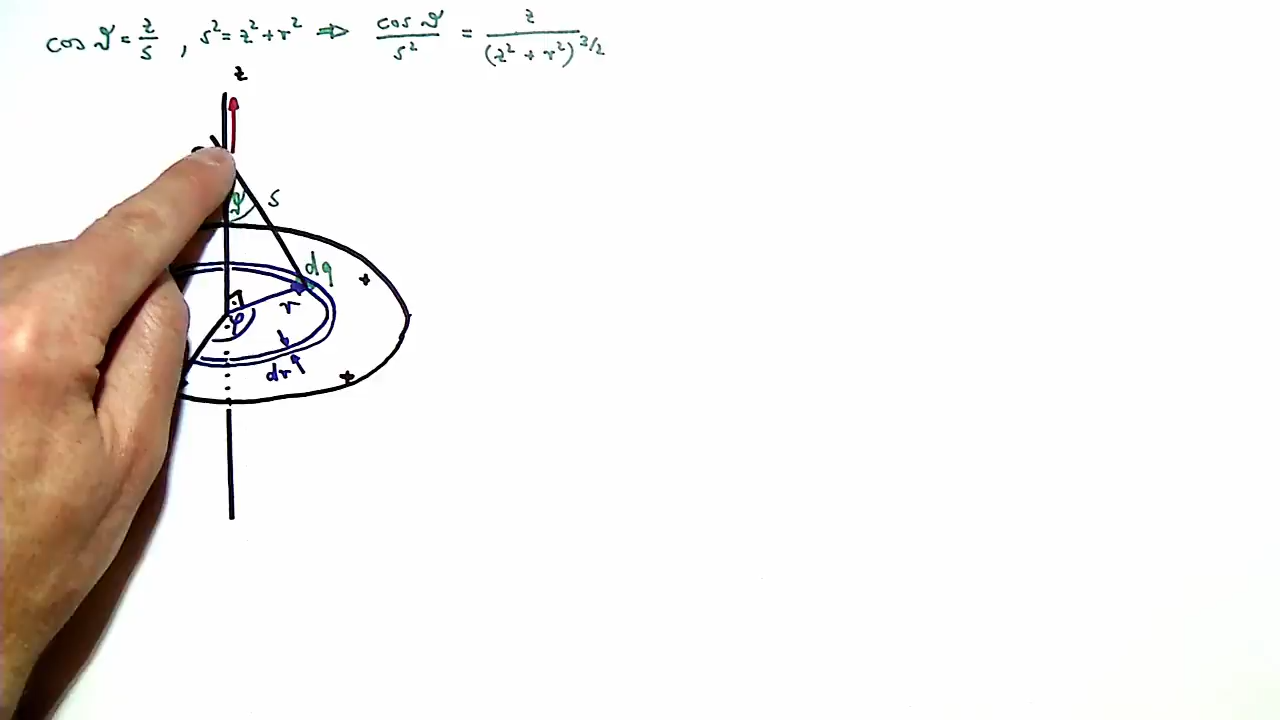 cos ϑ = z/s , s² = z² + r² ⇒ cos ϑ/s² = z/(z² + r²)^3/2
z
ϑ s
dq
+
r
φ
dr
+